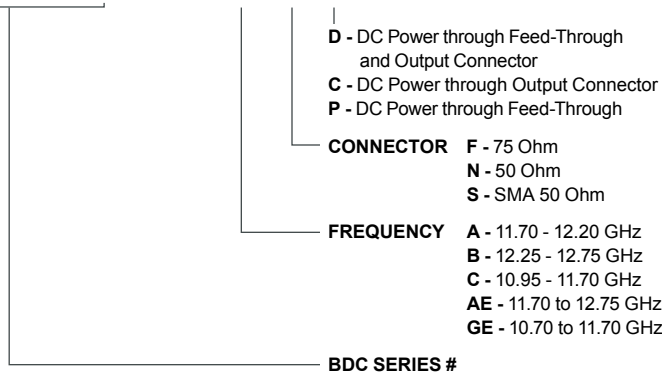 D - DC Power through Feed-Through
and Output Connector
C - DC Power through Output Connector
P - DC Power through Feed-Through
CONNECTOR F - 75 Ohm
N - 50 Ohm
S - SMA 50 Ohm
FREQUENCY A - 11.70 - 12.20 GHz
B - 12.25 - 12.75 GHz
C - 10.95 - 11.70 GHz
AE - 11.70 to 12.75 GHz
GE - 10.70 to 11.70 GHz
BDC SERIES #